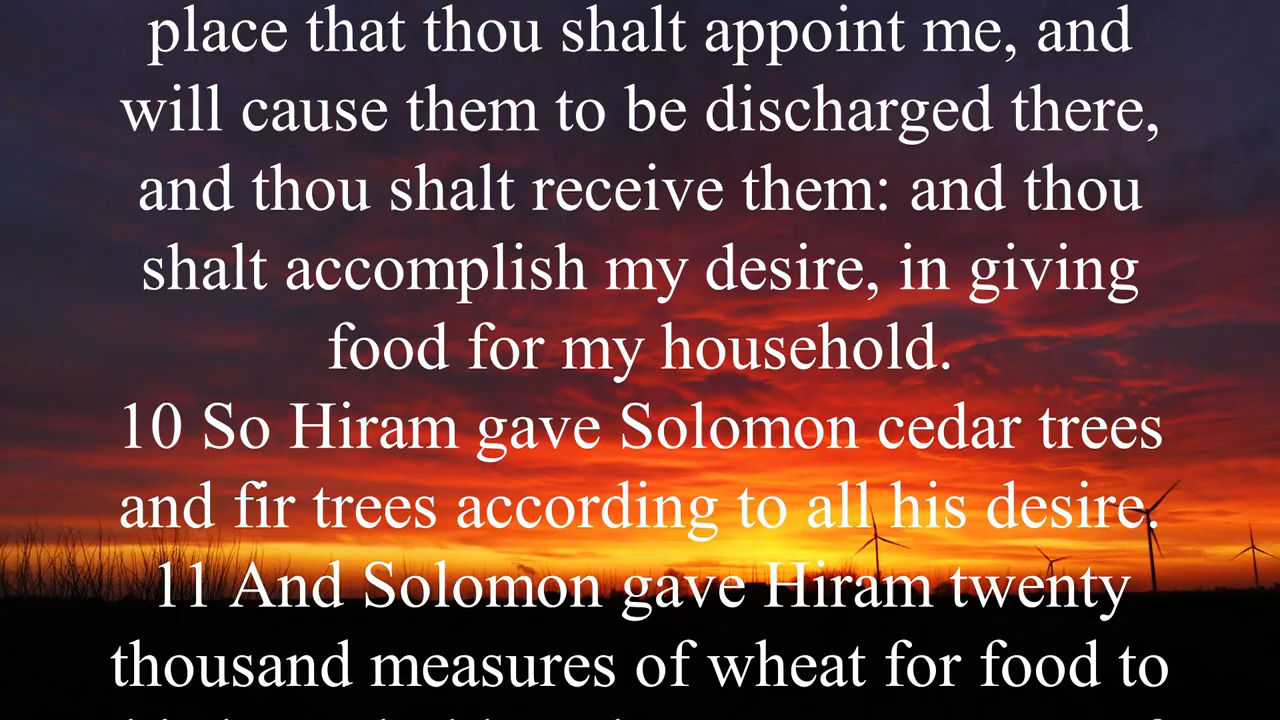 place that thou shalt appoint me, and
will cause them to be discharged there,
and thou shalt receive them: and thou
shalt accomplish my desire, in giving
food for my household.
10 So Hiram gave Solomon cedar trees
and fir trees according to all his desire.
11 And Solomon gave Hiram twenty
thousand measures of wheat for food to